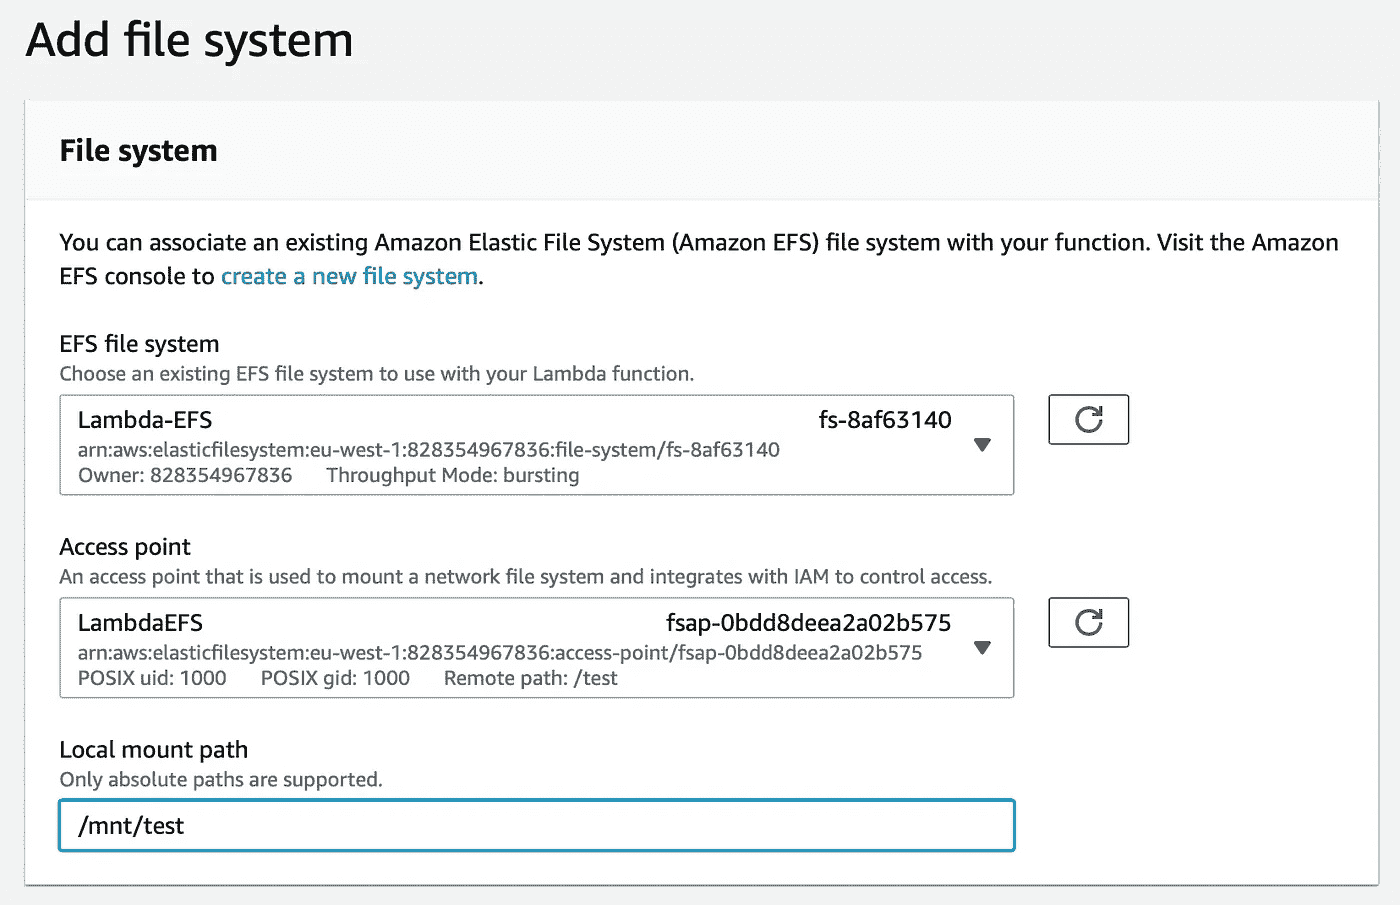 Add file system
File system
You can associate an existing Amazon Elastic File System (Amazon EFS) file system with your function. Visit the Amazon
EFS console to create a new file system.
EFS file system
Choose an existing EFS file system to use with your Lambda function.
Lambda-EFS fs-8af63140
arn:aws:elasticfilesystem:eu-west-1:828354967836:file-system/fs-8af63140
Owner: 828354967836 Throughput Mode: bursting
Access point
An access point that is used to mount a network file system and integrates with IAM to control access.
LambdaEFS fsap-0bdd8deea2a02b575
arn:aws:elasticfilesystem:eu-west-1:828354967836:access-point/fsap-0bdd8deea2a02b575
POSIX uid: 1000 POSIX gid: 1000 Remote path: /test
Local mount path
Only absolute paths are supported.
/mnt/test